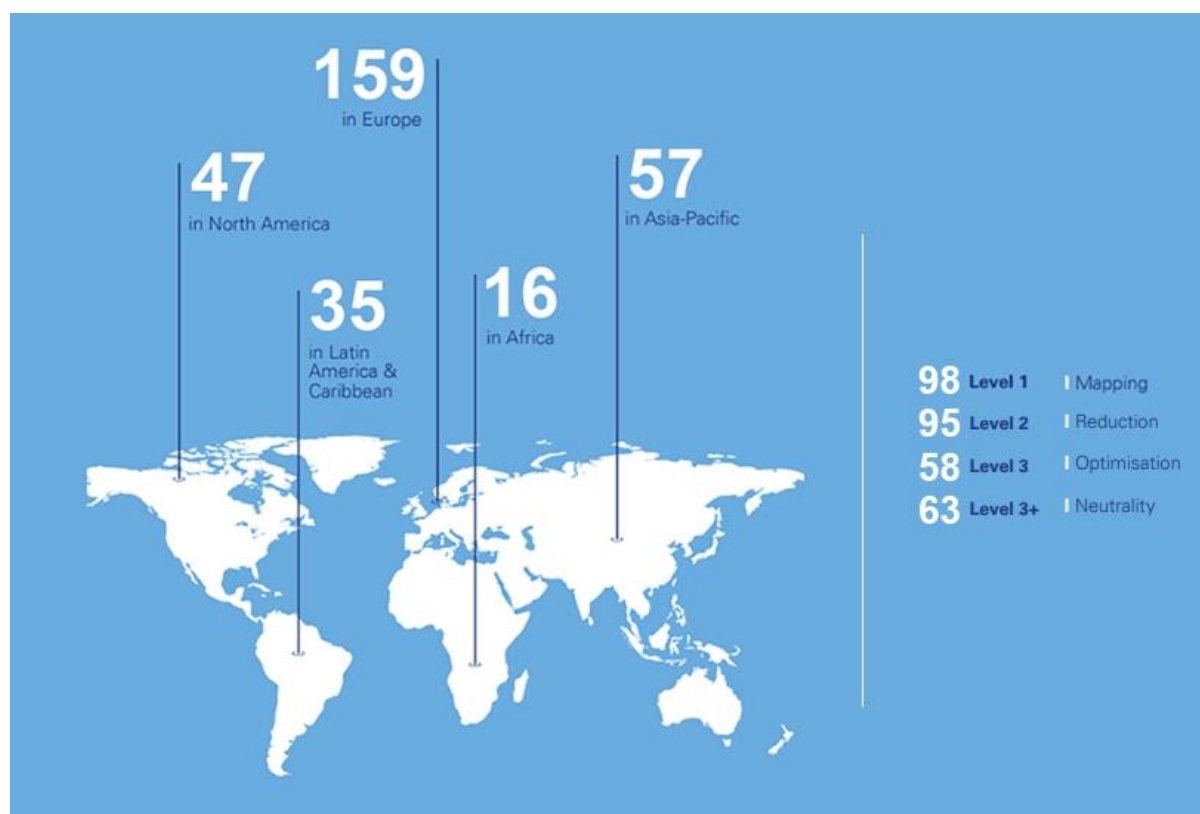 159
in Europe
47
in North America
57
in Asia-Pacific
35
in Latin
America &
Caribbean
16
in Africa
98 Level 1 Mapping
95 Level 2 Reduction
58 Level 3 Optimisation
63 Level 3+ Neutrality